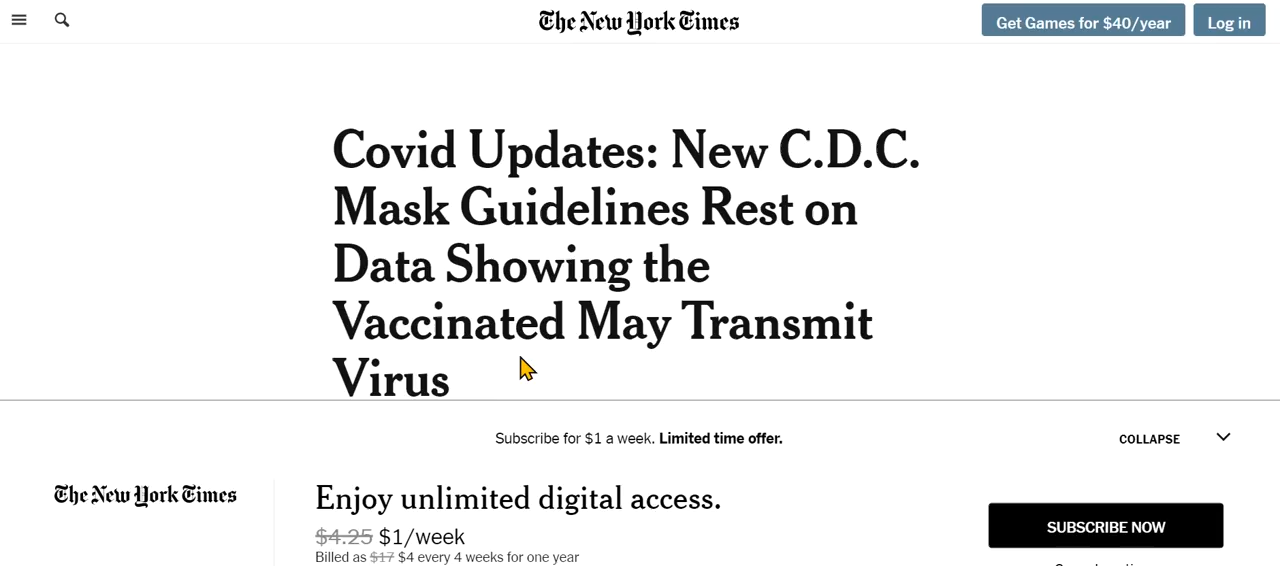 The New York Times
Get Games for $40/year
Log in
Covid Updates: New C.D.C.
Mask Guidelines Rest on
Data Showing the
Vaccinated May Transmit
Virus
Subscribe for $1 a week. Limited time offer.
COLLAPSE
The New York Times
Enjoy unlimited digital access.
$4.25 $1/week
Billed as $17 $4 every 4 weeks for one year
SUBSCRIBE NOW